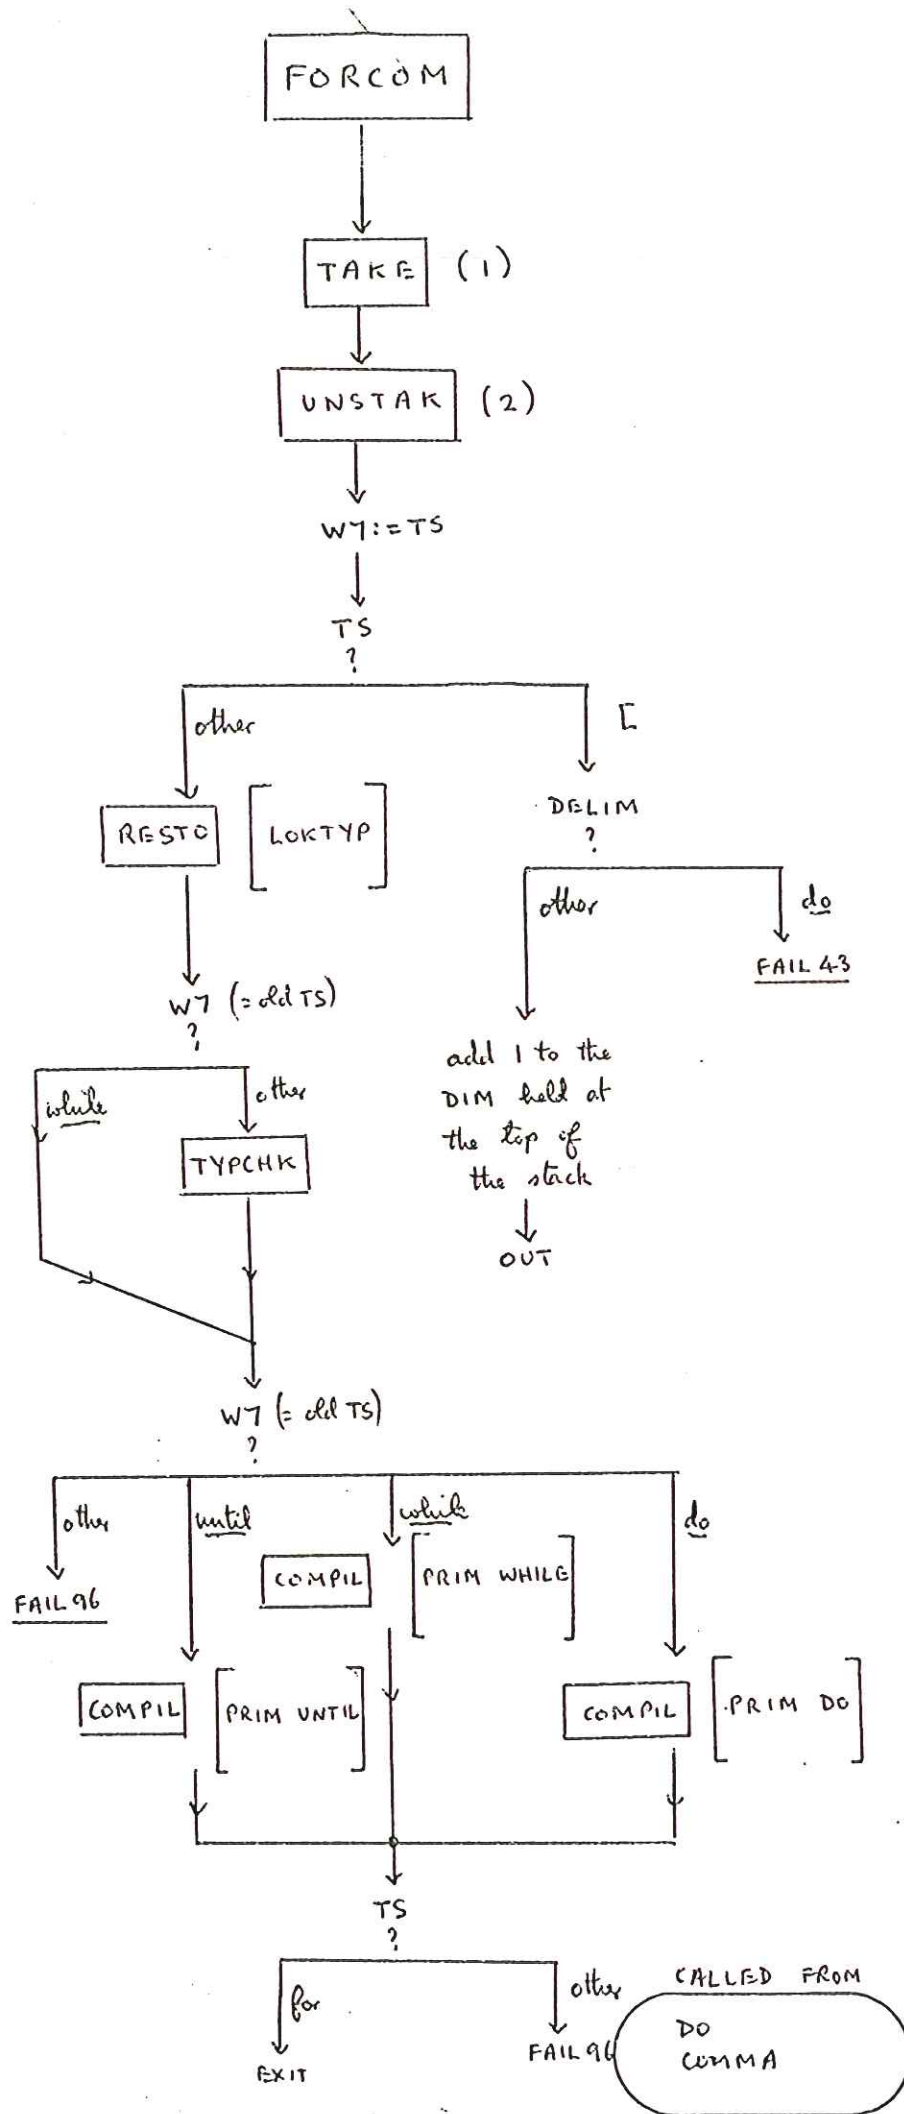 FORCOM
TAKE (1)
UNSTAK (2)
W7:=TS
TS
?
other
[
RESTO [LOKTYP]
DELIM
?
other
do
FAIL 43
W7 (= old TS)
?
add 1 to the
DIM held at
the top of
the stack
OUT
while
other
TYPCHK
W7 (= old TS)
?
other
until
while
do
FAIL 96
COMPIL [PRIM WHILE]
COMPIL [PRIM UNTIL]
COMPIL [PRIM DO]
TS
?
for
other
EXIT
FAIL 96
CALLED FROM
DO
COMMA